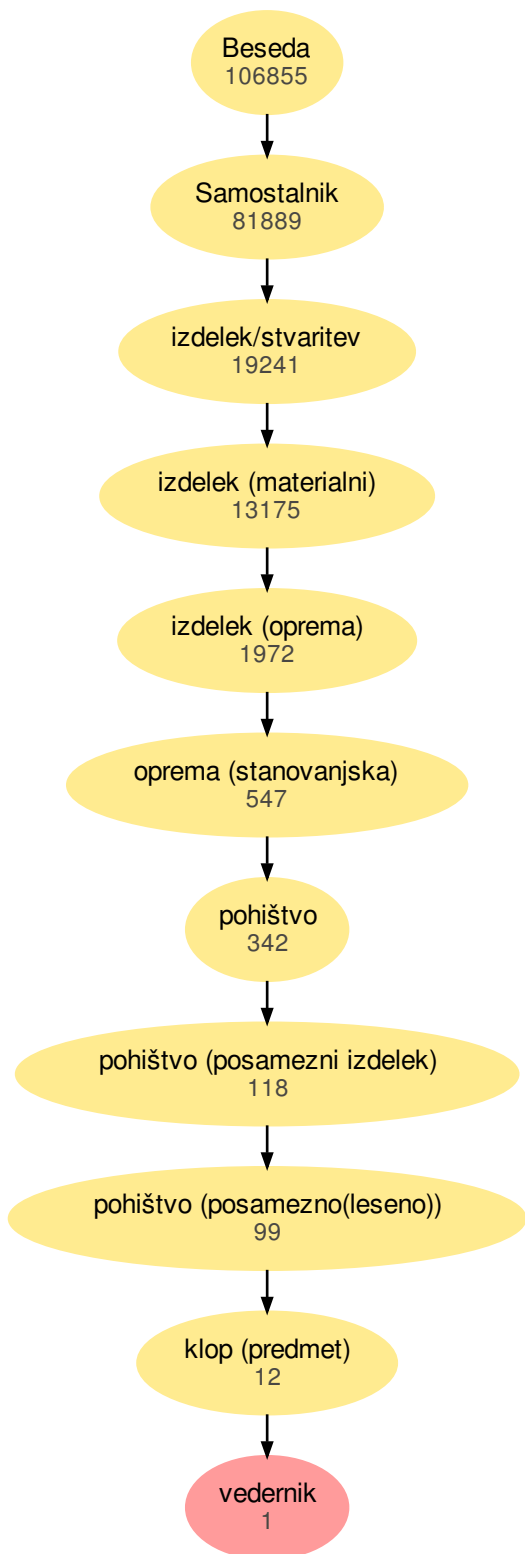 Beseda
106855
Samostalnik
81889
izdelek/stvaritev
19241
izdelek (materialni)
13175
izdelek (oprema)
1972
oprema (stanovanjska)
547
pohištvo
342
pohištvo (posamezni izdelek)
118
pohištvo (posamezno(leseno))
99
klop (predmet)
12
vedernik
1